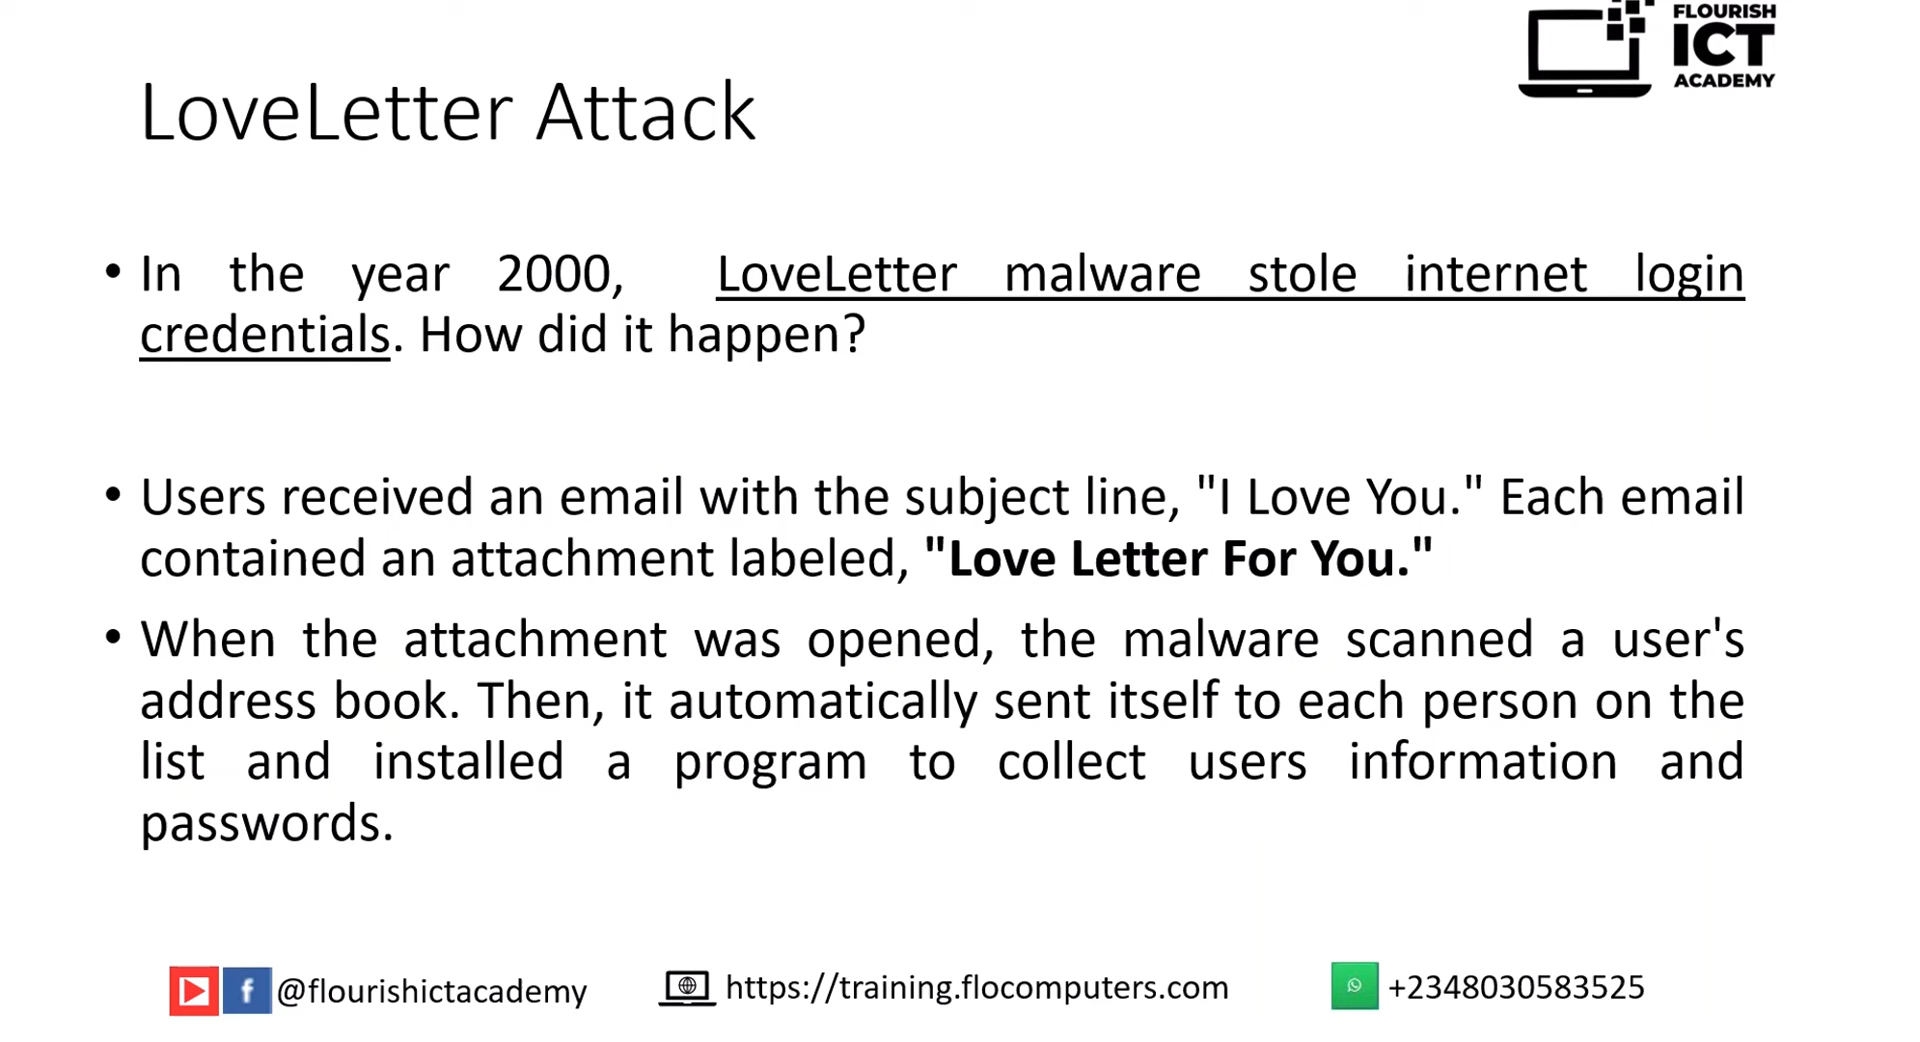 FLOURISH
ICT
ACADEMY
LoveLetter Attack
• In the year 2000, LoveLetter malware stole internet login
credentials. How did it happen?
• Users received an email with the subject line, "I Love You." Each email
contained an attachment labeled, "Love Letter For You."
• When the attachment was opened, the malware scanned a user's
address book. Then, it automatically sent itself to each person on the
list and installed a program to collect users information and
passwords.
@flourishictacademy https://training.flocomputers.com +2348030583525